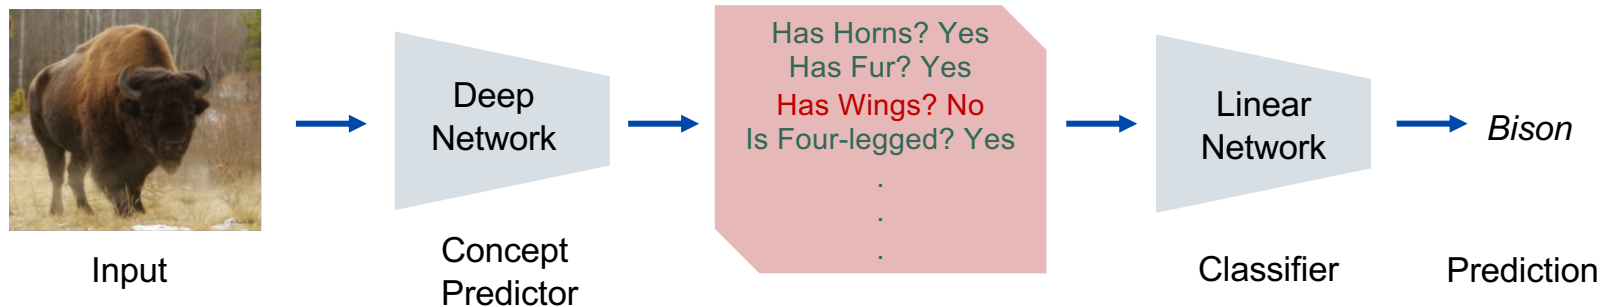 Has Horns? Yes
Has Fur? Yes
Has Wings? No
Is Four-legged? Yes
.
.
.
Deep
Network
Linear
Network
Bison
Input
Concept
Predictor
Classifier
Prediction